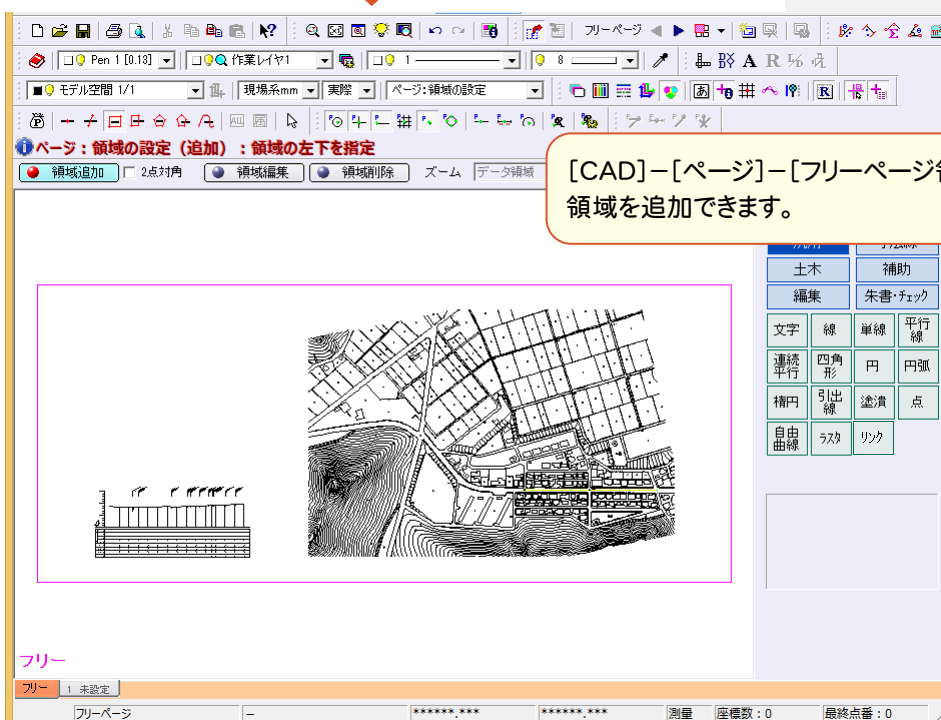 フリーページ
Pen 1 [0.13]
作業レイヤ1
1
8
A R
モデル空間 1/1
現場系mm
実際
ページ:領域の設定
あ
R
ページ：領域の設定（追加）：領域の左下を指定
領域追加
2点対角
領域編集
領域削除
ズーム
データ領域
[CAD]－[ページ]－[フリーページ
領域を追加できます。
土木
補助
編集
朱書・チェック
文字
線
単線
平行線
連続平行
四角形
円
円弧
楕円
引出線
塗潰
点
自由曲線
ラスタ
リンク
フリー
フリー
1 未設定
フリーページ
–
******.***
******.***
測量
座標数：0
最終点番：0